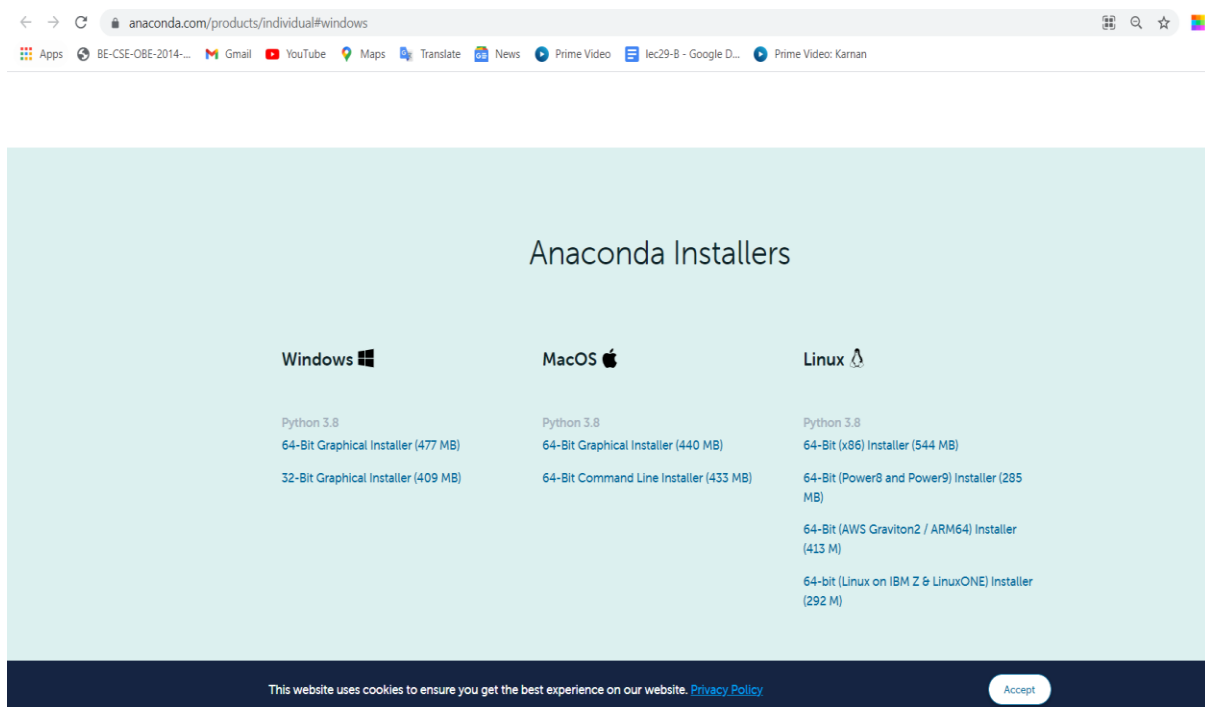 anaconda.com/products/individual#windows
Apps BE-CSE-OBE-2014-... Gmail YouTube Maps Translate News Prime Video lec29-B - Google D... Prime Video: Karnan
Anaconda Installers
Windows
Python 3.8
64-Bit Graphical Installer (477 MB)
32-Bit Graphical Installer (409 MB)
MacOS
Python 3.8
64-Bit Graphical Installer (440 MB)
64-Bit Command Line Installer (433 MB)
Linux
Python 3.8
64-Bit (x86) Installer (544 MB)
64-Bit (Power8 and Power9) Installer (285
MB)
64-Bit (AWS Graviton2 / ARM64) Installer
(413 M)
64-bit (Linux on IBM Z & LinuxONE) Installer
(292 M)
This website uses cookies to ensure you get the best experience on our website. Privacy Policy
Accept